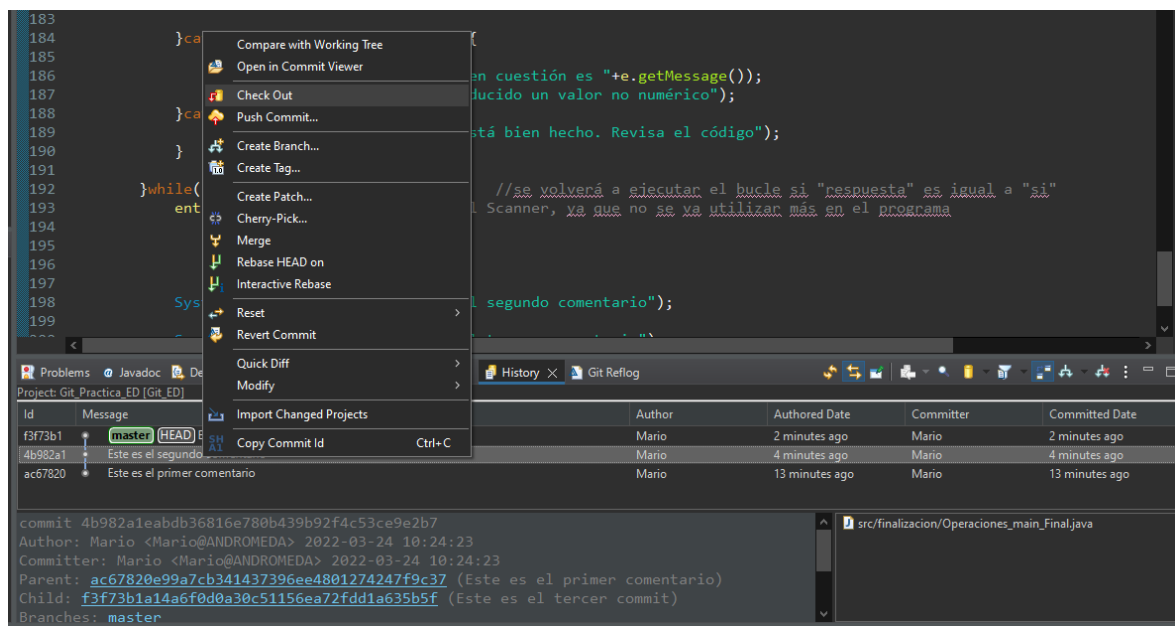 183
184 }ca {
185
186 en cuestión es "+e.getMessage());
187 ducido un valor no numérico");
188 }ca
189 stá bien hecho. Revisa el código");
190 }
191
192 }while( //se volverá a ejecutar el bucle si "respuesta" es igual a "si"
193 ent l Scanner, ya que no se va utilizar más en el programa
194
195
196
197
198 Sys l segundo comentario");
199
Compare with Working Tree
Open in Commit Viewer
Check Out
Push Commit...
Create Branch...
Create Tag...
Create Patch...
Cherry-Pick...
Merge
Rebase HEAD on
Interactive Rebase
Reset
Revert Commit
Quick Diff
Modify
Import Changed Projects
Copy Commit Id Ctrl+C
Problems Javadoc De History Git Reflog
Project: Git_Practica_ED [Git_ED]
Id Message Author Authored Date Committer Committed Date
f3f73b1 master HEAD E Mario 2 minutes ago Mario 2 minutes ago
4b982a1 Este es el segundo Mario 4 minutes ago Mario 4 minutes ago
ac67820 Este es el primer comentario Mario 13 minutes ago Mario 13 minutes ago
commit 4b982a1eabdb36816e780b439b92f4c53ce9e2b7
Author: Mario <Mario@ANDROMEDA> 2022-03-24 10:24:23
Committer: Mario <Mario@ANDROMEDA> 2022-03-24 10:24:23
Parent: ac67820e99a7cb341437396ee4801274247f9c37 (Este es el primer comentario)
Child: f3f73b1a14a6f0d0a30c51156ea72fdd1a635b5f (Este es el tercer commit)
Branches: master
src/finalizacion/Operaciones_main_Final.java